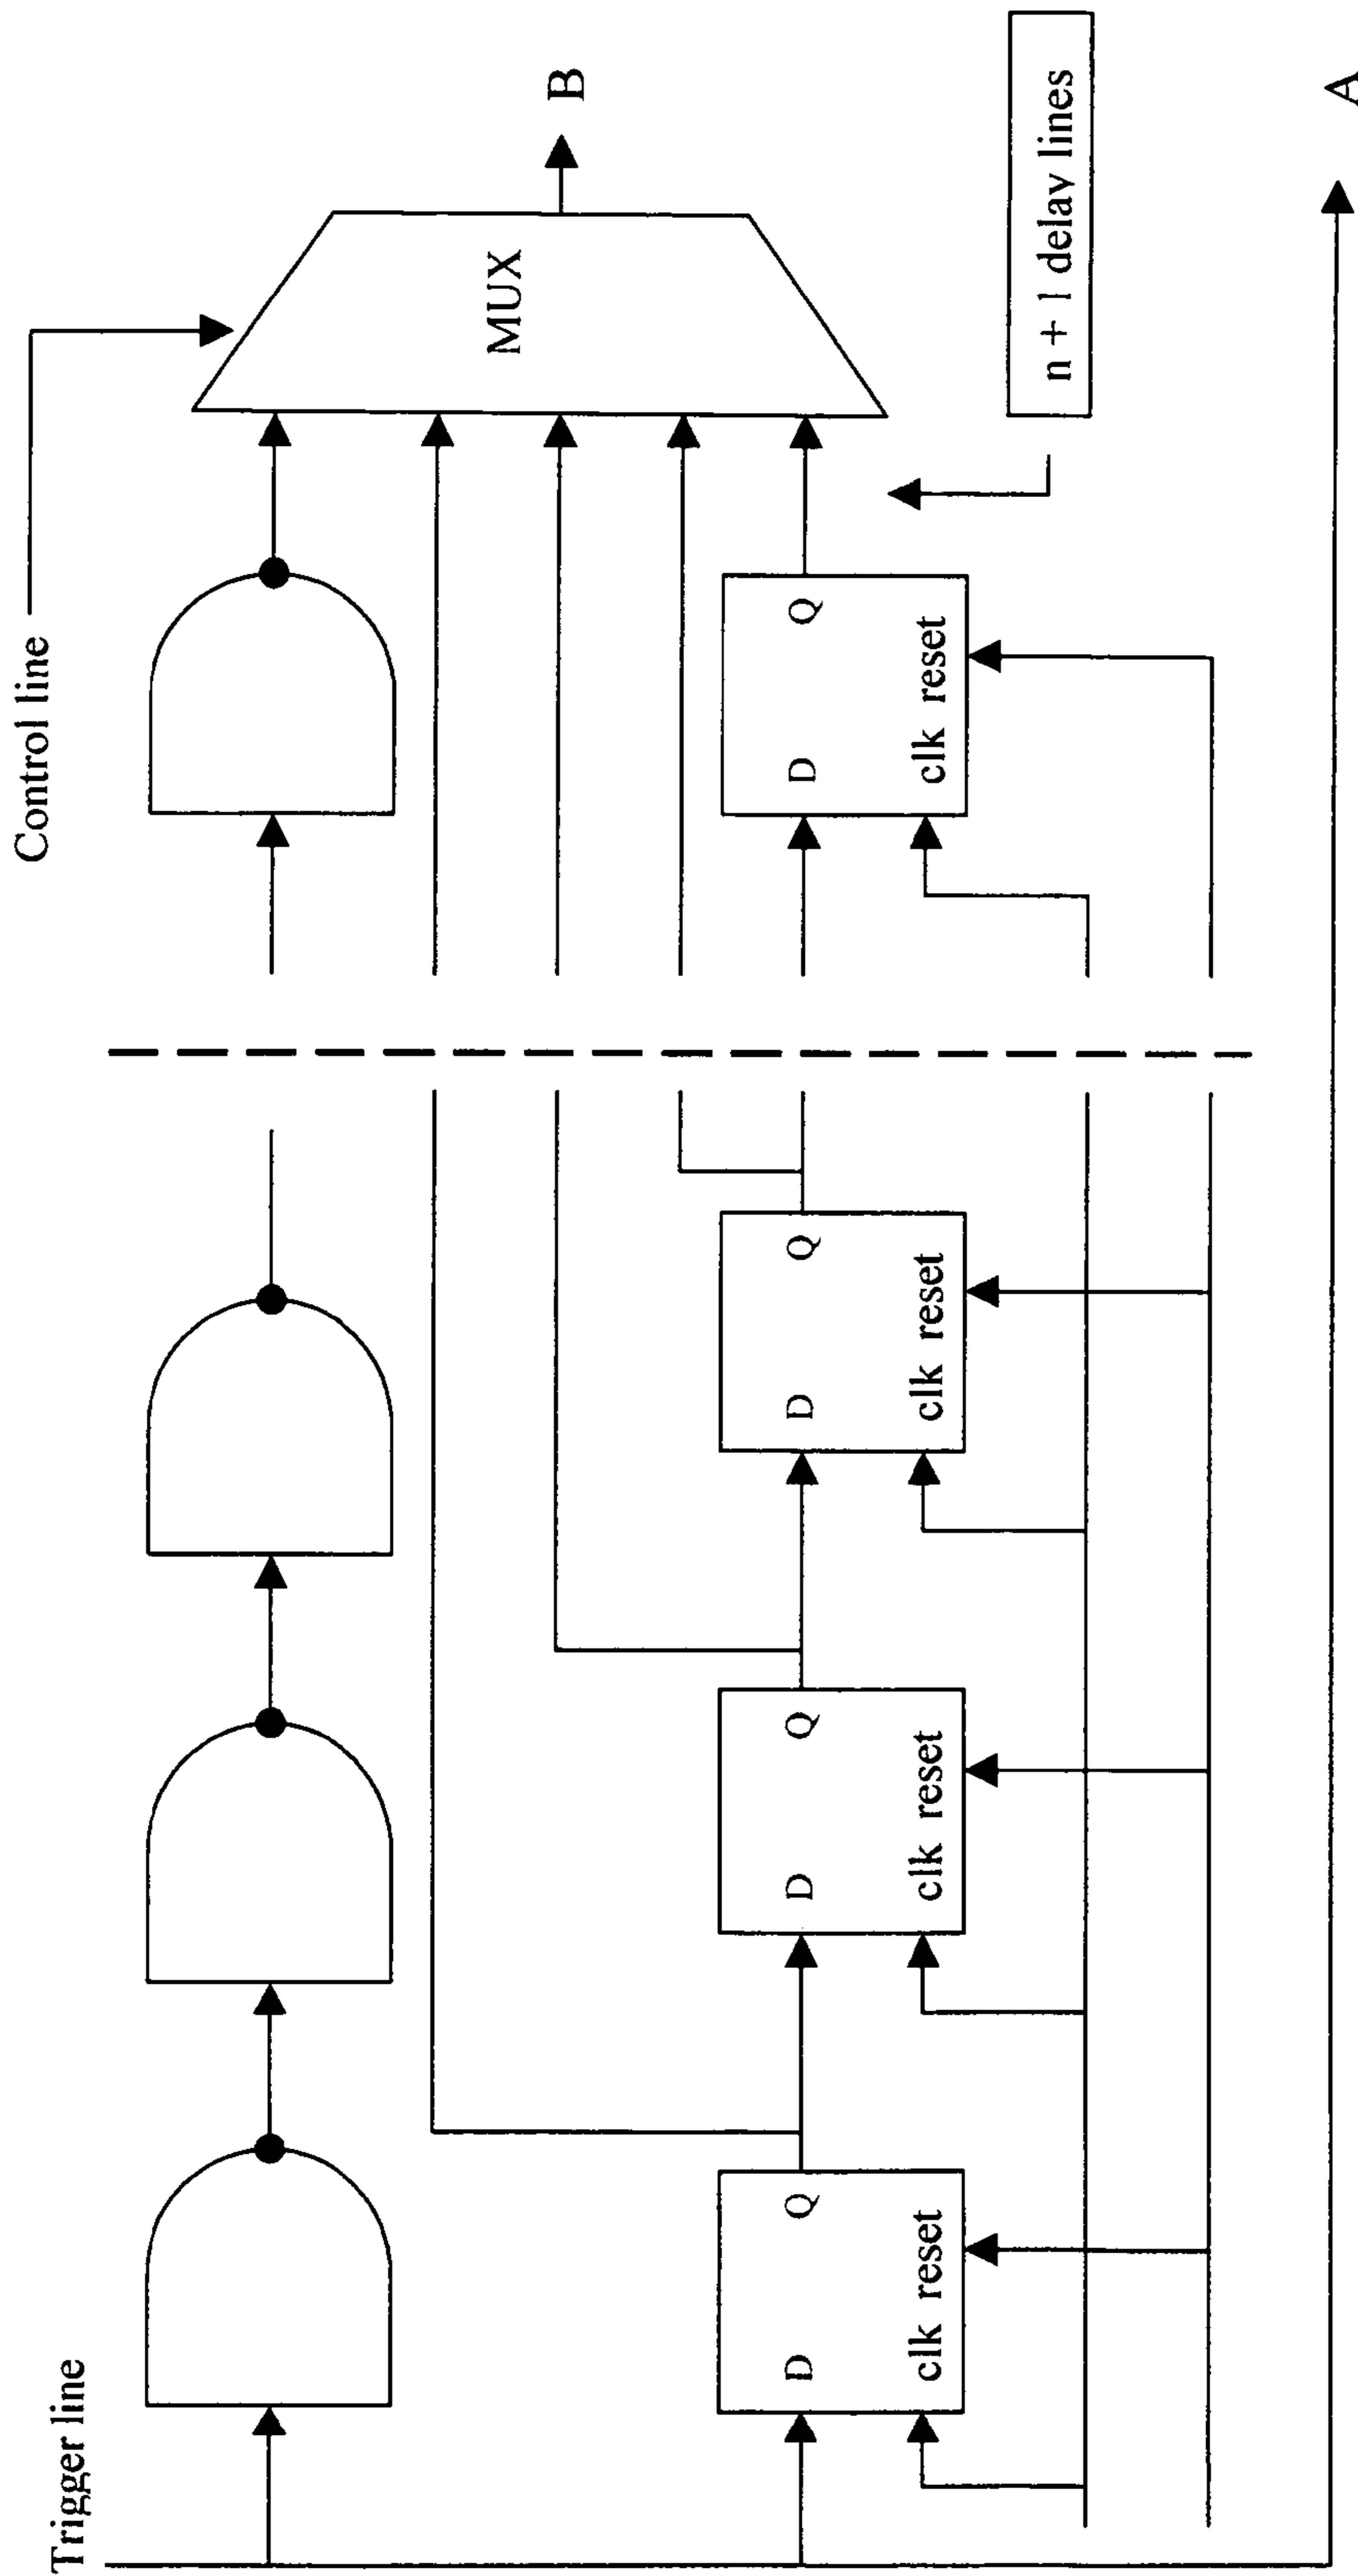 Control line
Trigger line
MUX
B
D Q
clk reset
D Q
clk reset
D Q
clk reset
D Q
clk reset
n + 1 delay lines
A